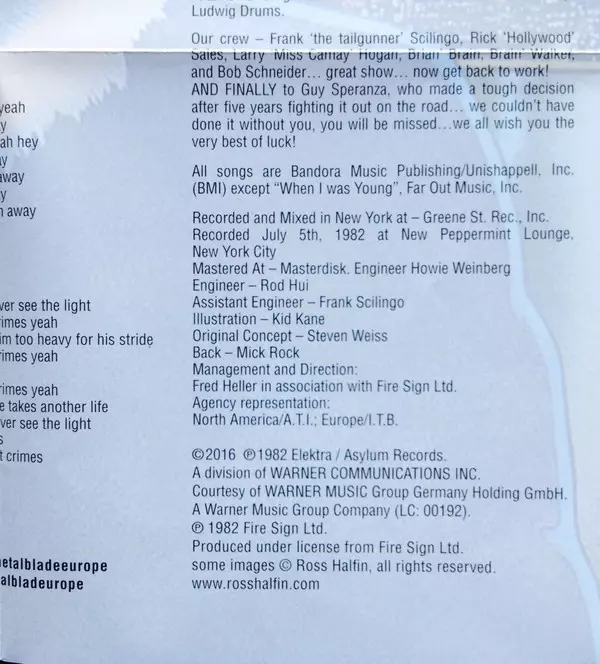 Ludwig Drums.
Our crew – Frank 'the tailgunner' Scilingo, Rick 'Hollywood'
Sales, Larry 'Miss Camay' Hogan, Brian 'Brain, Brain' Walker,
and Bob Schneider... great show... now get back to work!
AND FINALLY to Guy Speranza, who made a tough decision
after five years fighting it out on the road... we couldn't have
done it without you, you will be missed...we all wish you the
very best of luck!
All songs are Bandora Music Publishing/Unishappell, Inc.
(BMI) except “When I was Young”, Far Out Music, Inc.
Recorded and Mixed in New York at – Greene St. Rec., Inc.
Recorded July 5th, 1982 at New Peppermint Lounge,
New York City
Mastered At – Masterdisk. Engineer Howie Weinberg
Engineer – Rod Hui
Assistant Engineer – Frank Scilingo
Illustration – Kid Kane
Original Concept – Steven Weiss
Back – Mick Rock
Management and Direction:
Fred Heller in association with Fire Sign Ltd.
Agency representation:
North America/A.T.I.; Europe/I.T.B.
©2016 ℗1982 Elektra / Asylum Records.
A division of WARNER COMMUNICATIONS INC.
Courtesy of WARNER MUSIC Group Germany Holding GmbH.
A Warner Music Group Company (LC: 00192).
℗ 1982 Fire Sign Ltd.
Produced under license from Fire Sign Ltd.
some images © Ross Halfin, all rights reserved.
www.rosshalfin.com
yeah
y
ah hey
ay
away
y
n away
ver see the light
rimes yeah
im too heavy for his stride
rimes yeah
rimes yeah
e takes another life
ver see the light
s
t crimes
etalbladeeurope
albladeeurope